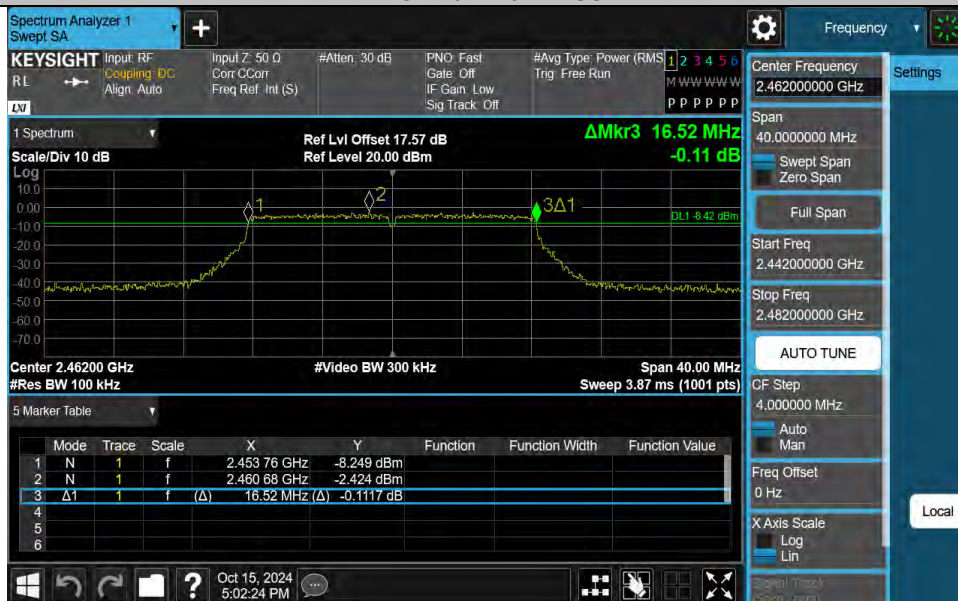 Spectrum Analyzer 1
Swept SA
+
Frequency
KEYSIGHT
RL
LXI
Input: RF
Coupling: DC
Align: Auto
Input Z: 50 Ω
Corr CCorr
Freq Ref: Int (S)
#Atten: 30 dB
PNO: Fast
Gate: Off
IF Gain: Low
Sig Track: Off
#Avg Type: Power (RMS
Trig: Free Run
1 2 3 4 5 6
M W W W W W
P P P P P P
1 Spectrum
Scale/Div 10 dB
Ref Lvl Offset 17.57 dB
Ref Level 20.00 dBm
ΔMkr3 16.52 MHz
-0.11 dB
Log
10.0
0.00
-10.0
-20.0
-30.0
-40.0
-50.0
-60.0
-70.0
1
2
3Δ1
DL1 -8.42 dBm
Center 2.46200 GHz
#Video BW 300 kHz
Span 40.00 MHz
#Res BW 100 kHz
Sweep 3.87 ms (1001 pts)
5 Marker Table
Mode Trace Scale X Y Function Function Width Function Value
1 N 1 f 2.453 76 GHz -8.249 dBm
2 N 1 f 2.460 68 GHz -2.424 dBm
3 Δ1 1 f (Δ) 16.52 MHz (Δ) -0.1117 dB
4
5
6
Center Frequency
2.462000000 GHz
Span
40.0000000 MHz
Swept Span
Zero Span
Full Span
Start Freq
2.442000000 GHz
Stop Freq
2.482000000 GHz
AUTO TUNE
CF Step
4.000000 MHz
Auto
Man
Freq Offset
0 Hz
X Axis Scale
Log
Lin
Settings
Local
?
Oct 15, 2024
5:02:24 PM